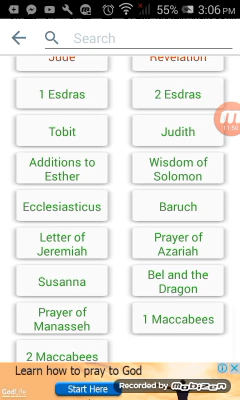 55% 3:06 PM
Search
Jude Revelation
1 Esdras 2 Esdras
Tobit Judith
Additions to Esther
Wisdom of Solomon
Ecclesiasticus Baruch
Letter of Jeremiah
Prayer of Azariah
Susanna
Bel and the Dragon
Prayer of Manasseh
1 Maccabees
2 Maccabees
Learn how to pray to God
Start Here
GodLife
Recorded by Mobizen